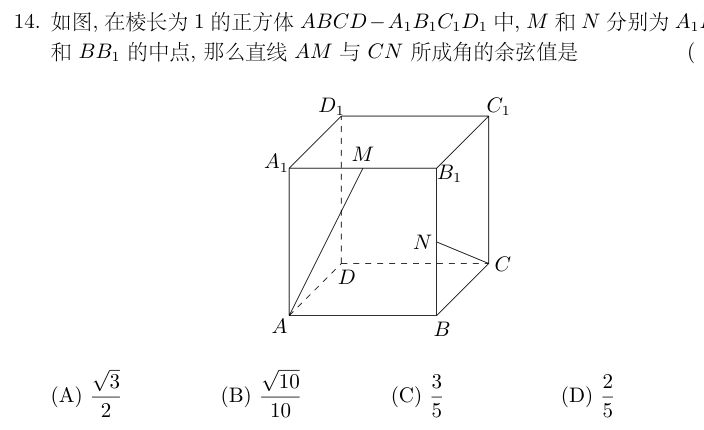 14. 如图, 在棱长为 1 的正方体 ABCD−A₁B₁C₁D₁ 中, M 和 N 分别为 A₁
和 BB₁ 的中点, 那么直线 AM 与 CN 所成角的余弦值是 (
D₁ C₁
A₁ M B₁
N
D C
A B
(A) √3/2 (B) √10/10 (C) 3/5 (D) 2/5